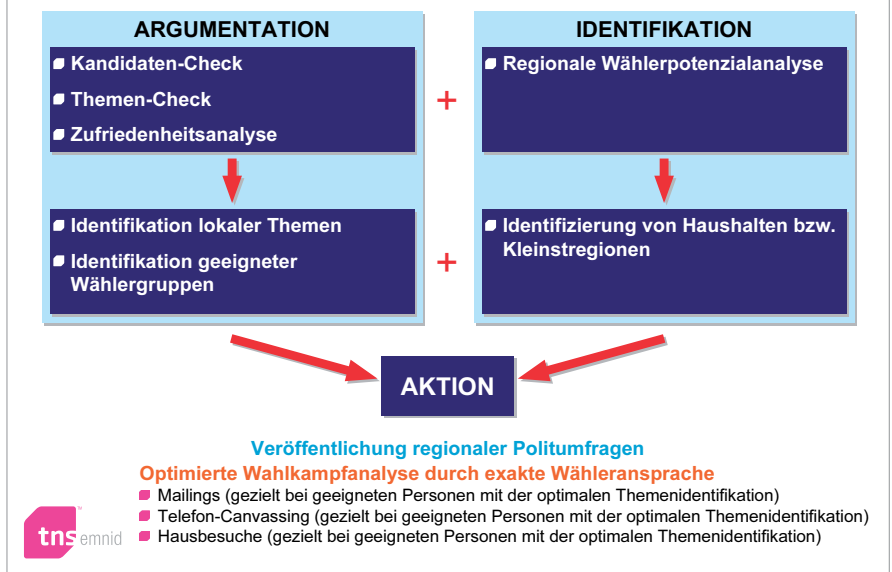 ARGUMENTATION
Kandidaten-Check
Themen-Check
Zufriedenheitsanalyse
+
IDENTIFIKATION
Regionale Wählerpotenzialanalyse
Identifikation lokaler Themen
Identifikation geeigneter
Wählergruppen
+
Identifizierung von Haushalten bzw.
Kleinstregionen
AKTION
Veröffentlichung regionaler Politumfragen
Optimierte Wahlkampfanalyse durch exakte Wähleransprache
Mailings (gezielt bei geeigneten Personen mit der optimalen Themenidentifikation)
Telefon-Canvassing (gezielt bei geeigneten Personen mit der optimalen Themenidentifikation)
Hausbesuche (gezielt bei geeigneten Personen mit der optimalen Themenidentifikation)
tns emnid